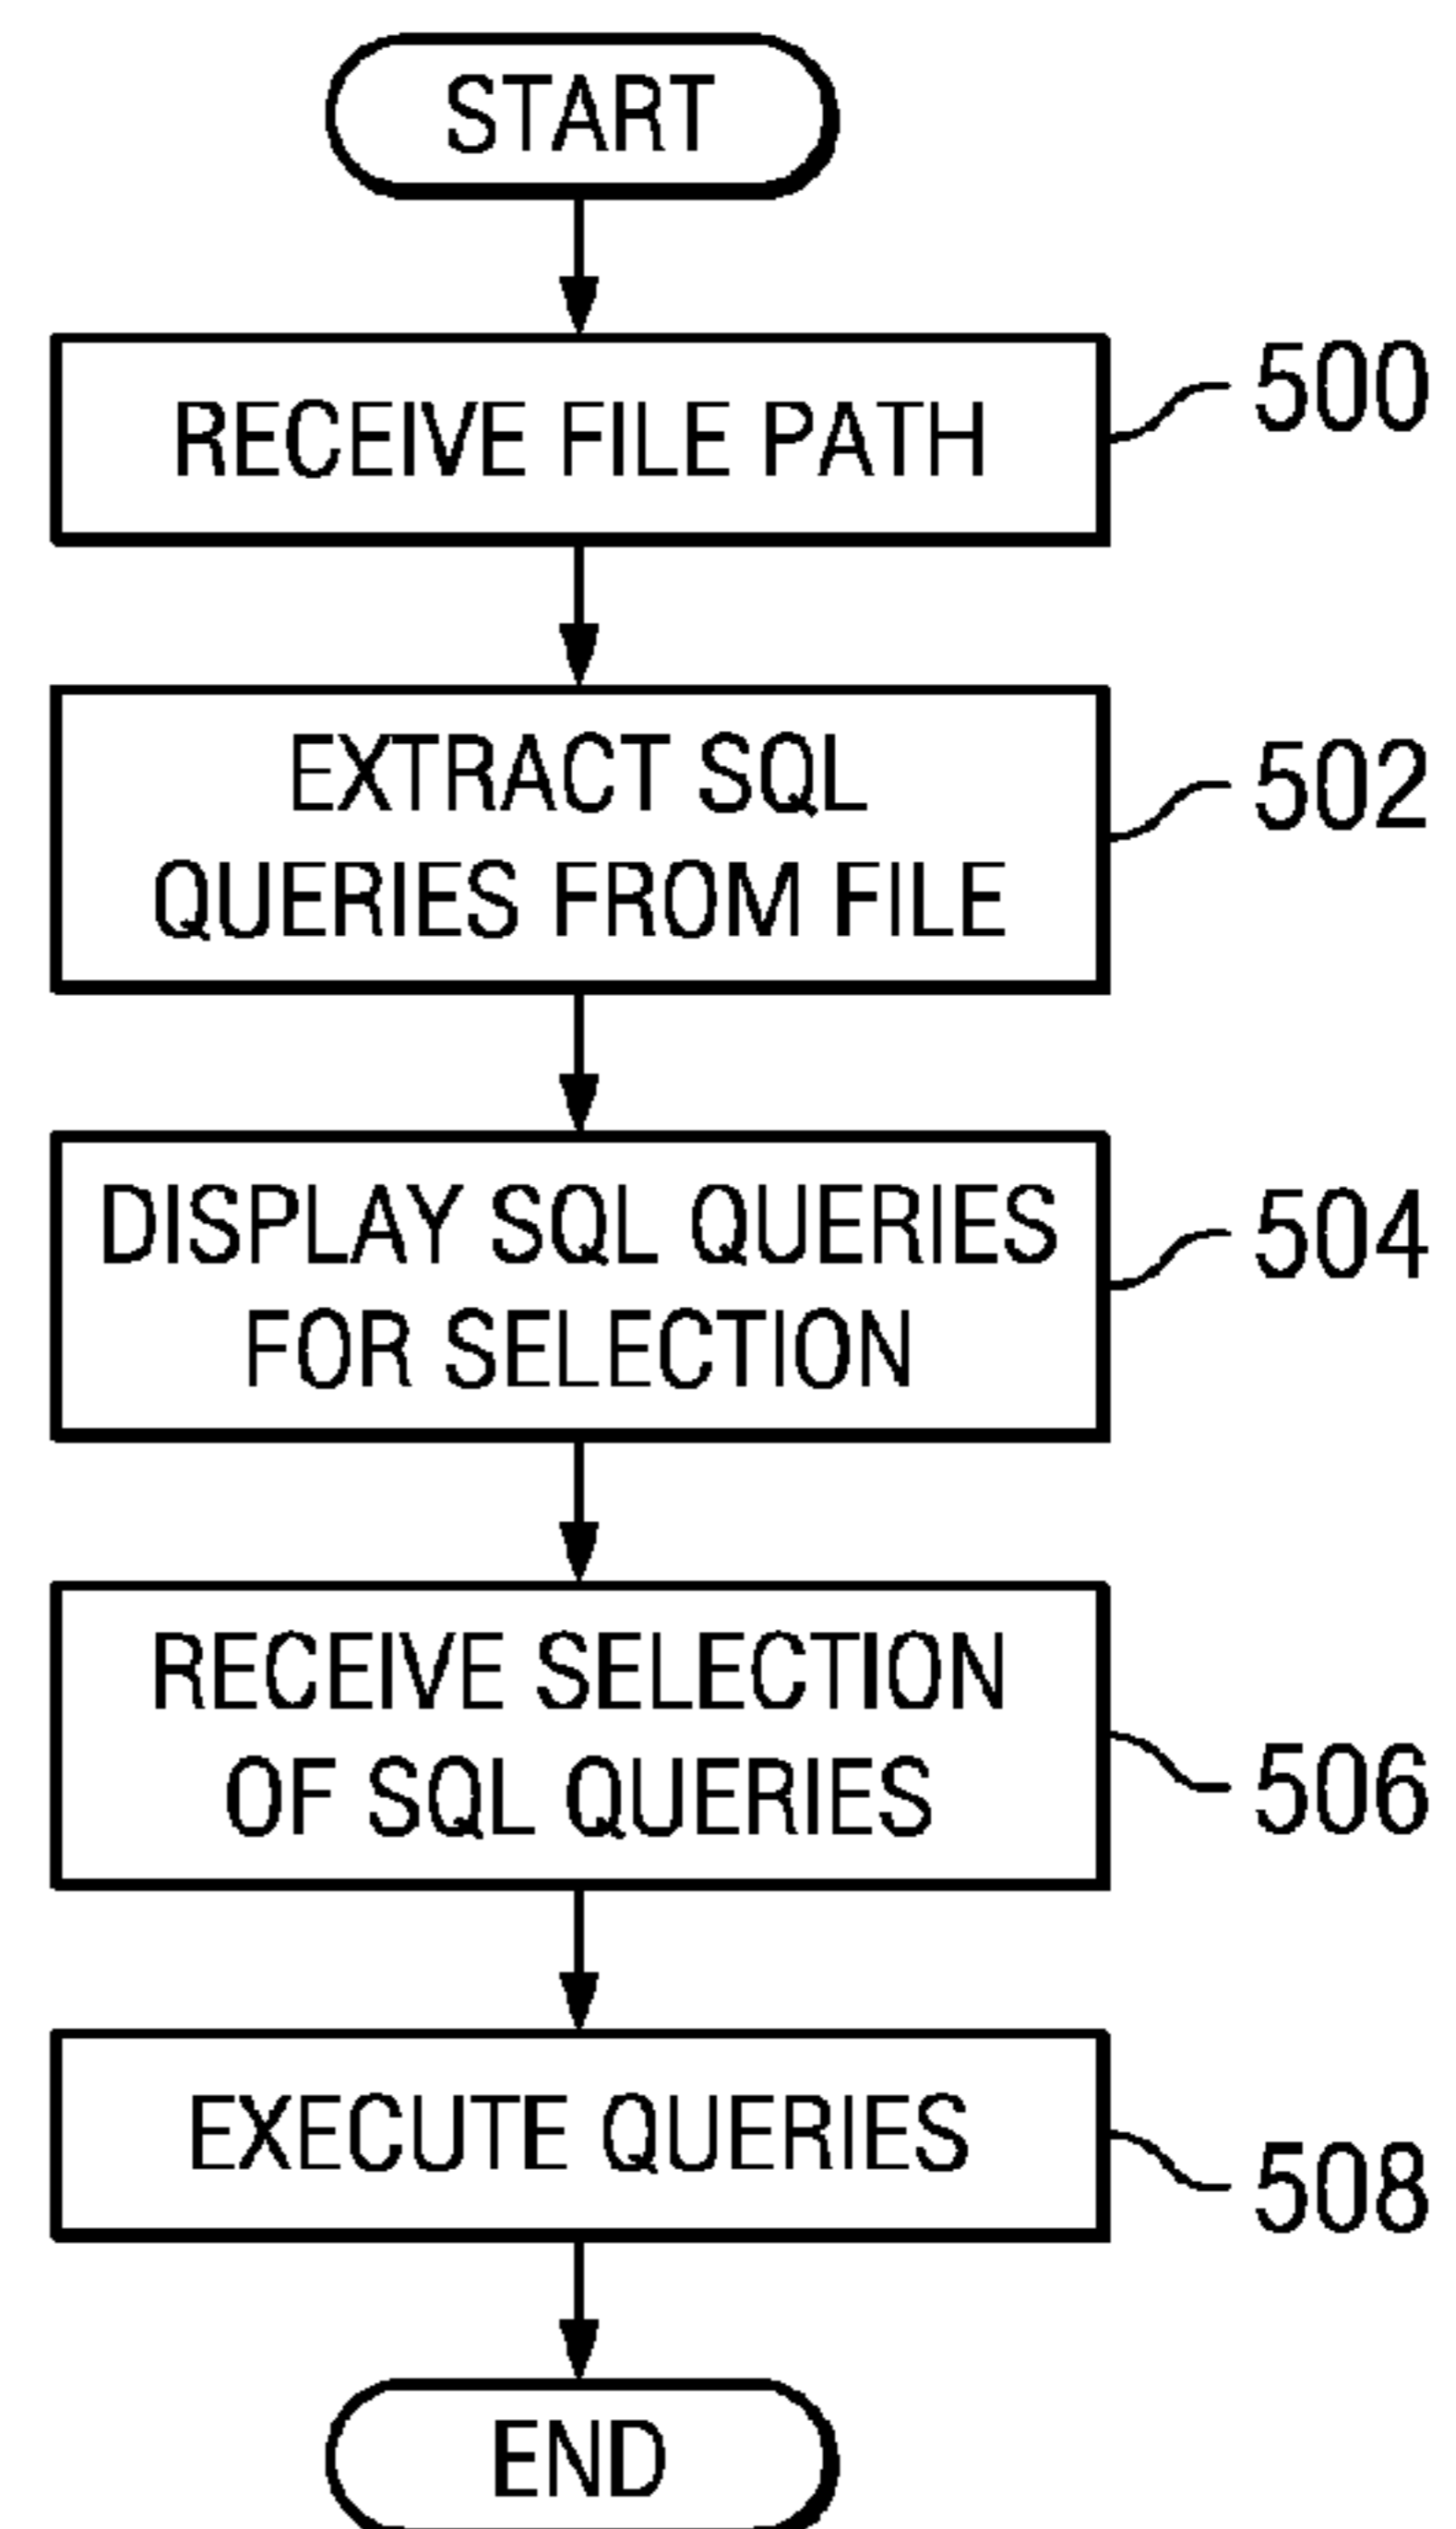 START
RECEIVE FILE PATH
500
EXTRACT SQL
QUERIES FROM FILE
502
DISPLAY SQL QUERIES
FOR SELECTION
504
RECEIVE SELECTION
OF SQL QUERIES
506
EXECUTE QUERIES
508
END